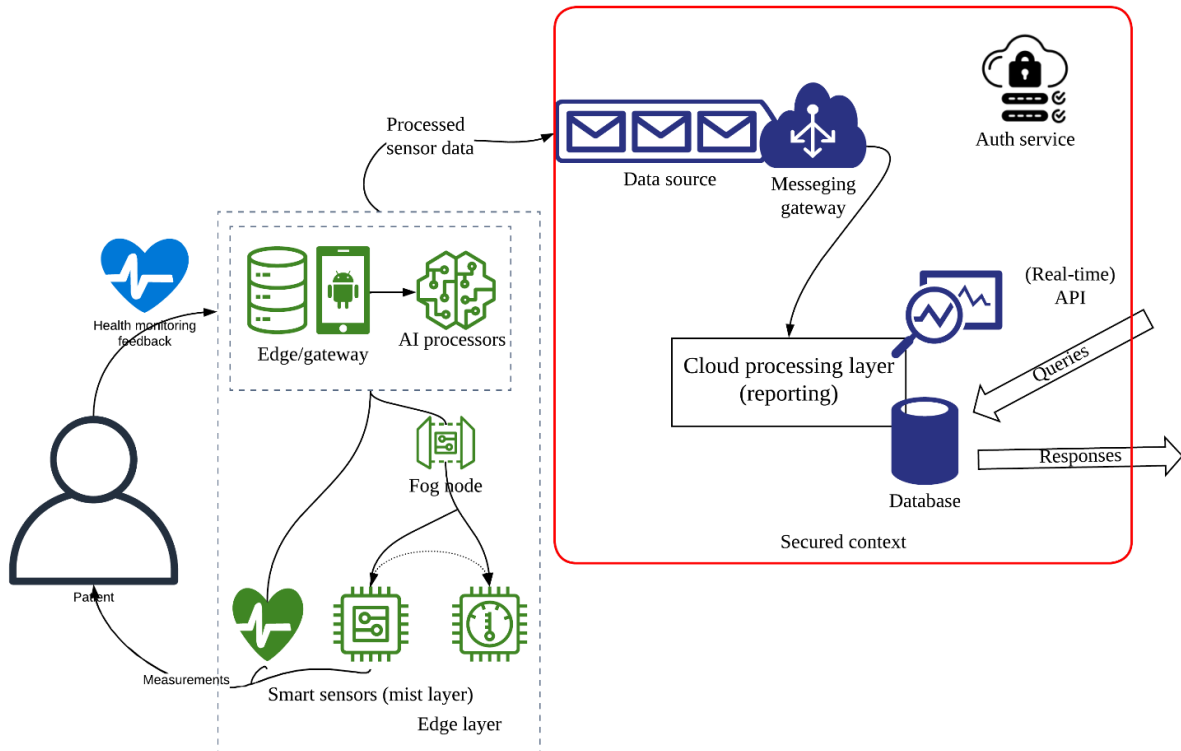 Processed
sensor data
Data source
Messeging
gateway
Auth service
(Real-time)
API
Health monitoring
feedback
Edge/gateway
AI processors
Cloud processing layer
(reporting)
Queries
Responses
Database
Fog node
Secured context
Patient
Measurements
Smart sensors (mist layer)
Edge layer